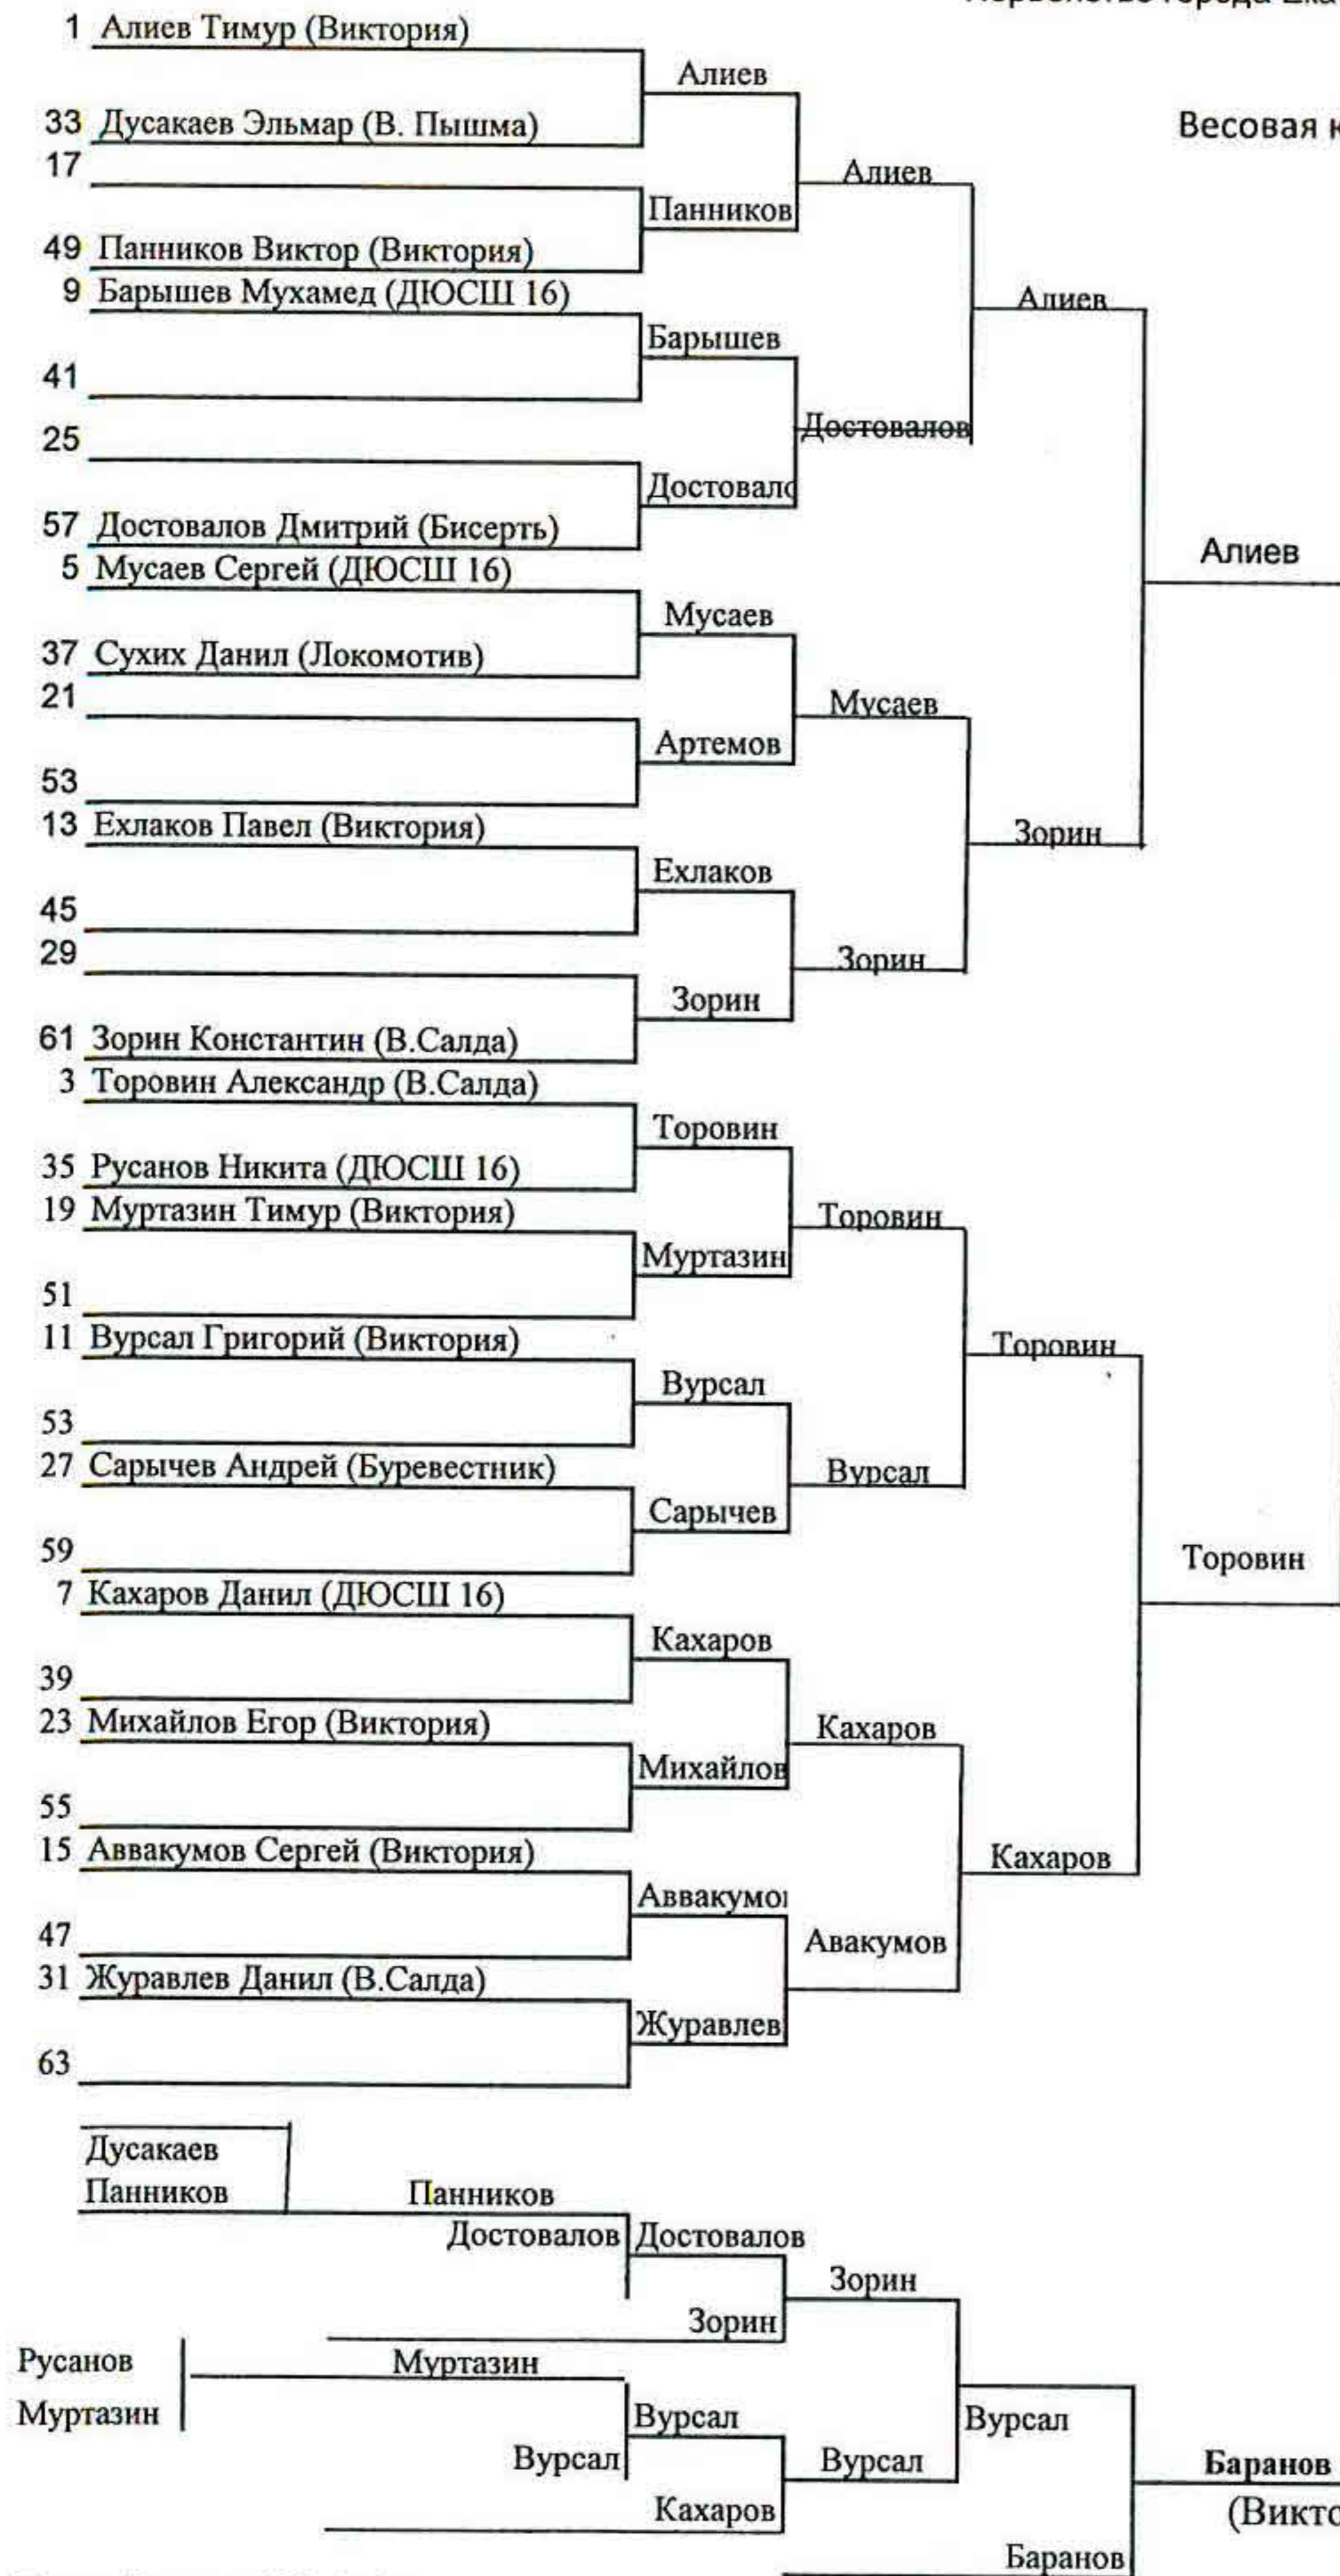 1 Алиев Тимур (Виктория)
Алиев
33 Дусакаев Эльмар (В. Пышма)
Весовая
17
Алиев
Панников
49 Панников Виктор (Виктория)
9 Барышев Мухамед (ДЮСШ 16)
Алиев
Барышев
41
Достовалов
25
Достовало
57 Достовалов Дмитрий (Бисерть)
Алиев
5 Мусаев Сергей (ДЮСШ 16)
Мусаев
37 Сухих Данил (Локомотив)
21
Мусаев
Артемов
53
13 Ехлаков Павел (Виктория)
Зорин
Ехлаков
45
29
Зорин
Зорин
61 Зорин Константин (В.Салда)
3 Торовин Александр (В.Салда)
Торовин
35 Русанов Никита (ДЮСШ 16)
19 Муртазин Тимур (Виктория)
Торовин
Муртазин
51
11 Вурсал Григорий (Виктория)
Торовин
Вурсал
53
27 Сарычев Андрей (Буревестник)
Вурсал
Сарычев
59
Торовин
7 Кахаров Данил (ДЮСШ 16)
Кахаров
39
23 Михайлов Егор (Виктория)
Кахаров
Михайлов
55
15 Аввакумов Сергей (Виктория)
Кахаров
Аввакумо
47
Авакумов
31 Журавлев Данил (В.Салда)
Журавлев
63
Дусакаев
Панников
Панников
Достовалов
Достовалов
Зорин
Зорин
Русанов
Муртазин
Муртазин
Вурсал
Вурсал
Вурсал
Вурсал
Баранов
Кахаров
(Викто
Баранов